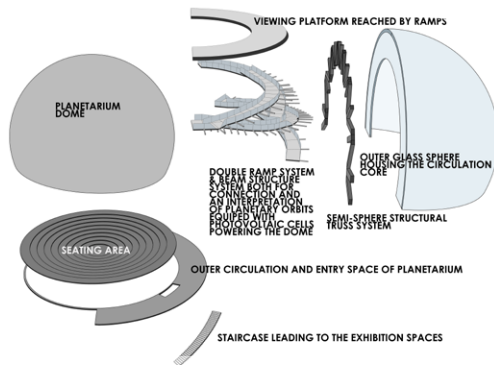 VIEWING PLATFORM REACHED BY RAMPS
PLANETARIUM
DOME
OUTER GLASS SPHERE
HOUSING THE CIRCULATION
CORE
DOUBLE RAMP SYSTEM
& BEAM STRUCTURE
SYSTEM BOTH FOR
CONNECTION AND
AN INTERPRETATION
OF PLANETARY ORBITS
EQUIPED WITH
PHOTOVOLTAIC CELLS
POWERING THE DOME
SEMI-SPHERE STRUCTURAL
TRUSS SYSTEM
SEATING AREA
OUTER CIRCULATION AND ENTRY SPACE OF PLANETARIUM
STAIRCASE LEADING TO THE EXHIBITION SPACES